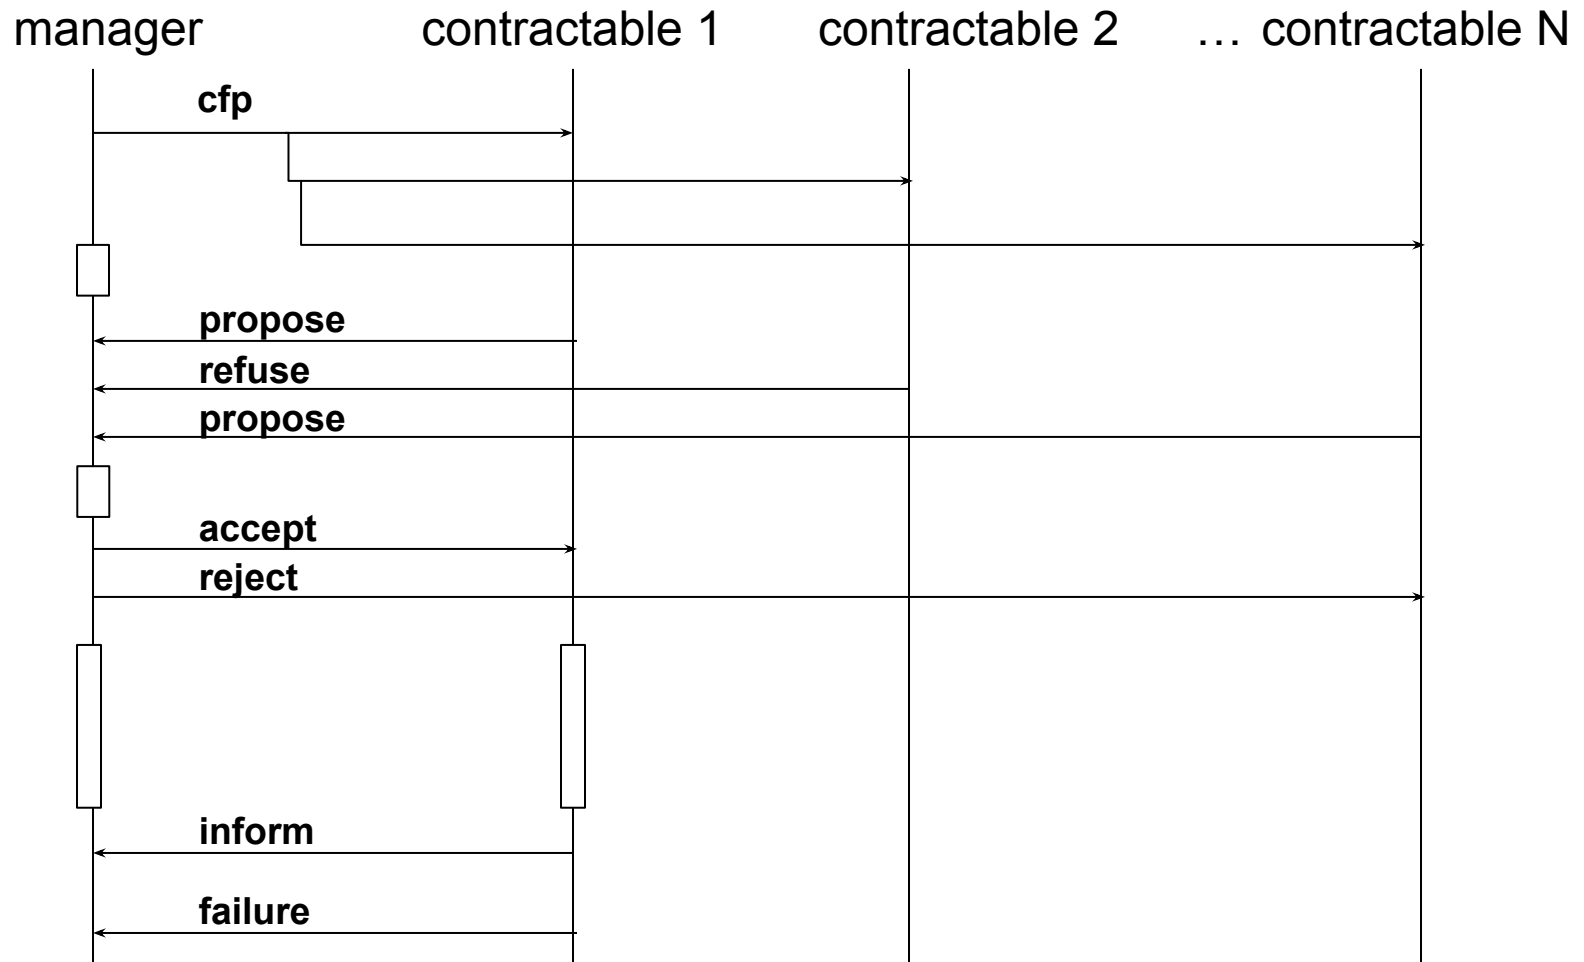 manager contractable 1 contractable 2 … contractable N
cfp
propose
refuse
propose
accept
reject
inform
failure